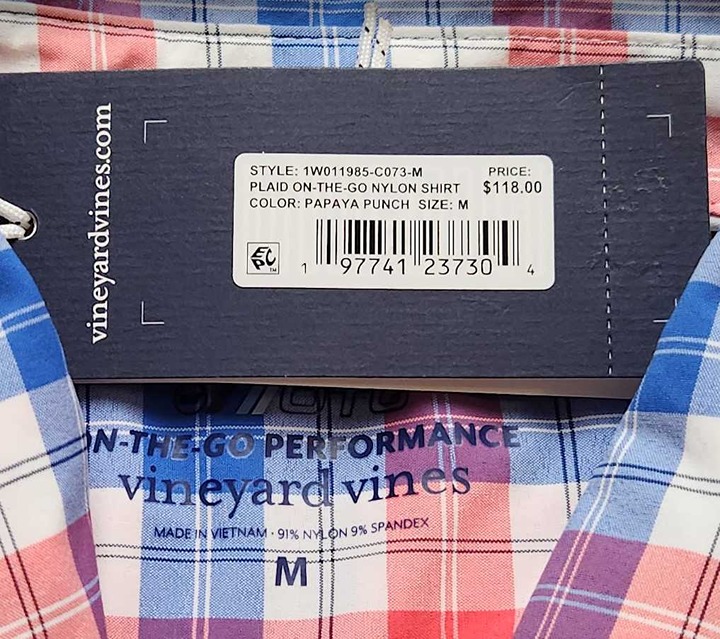 vineyardvines.com
STYLE: 1W011985-C073-M PRICE:
PLAID ON-THE-GO NYLON SHIRT $118.00
COLOR: PAPAYA PUNCH SIZE: M
EPC™
1 97741 23730 4
ON-THE-GO PERFORMANCE
vineyard vines
MADE IN VIETNAM · 91% NYLON 9% SPANDEX
M